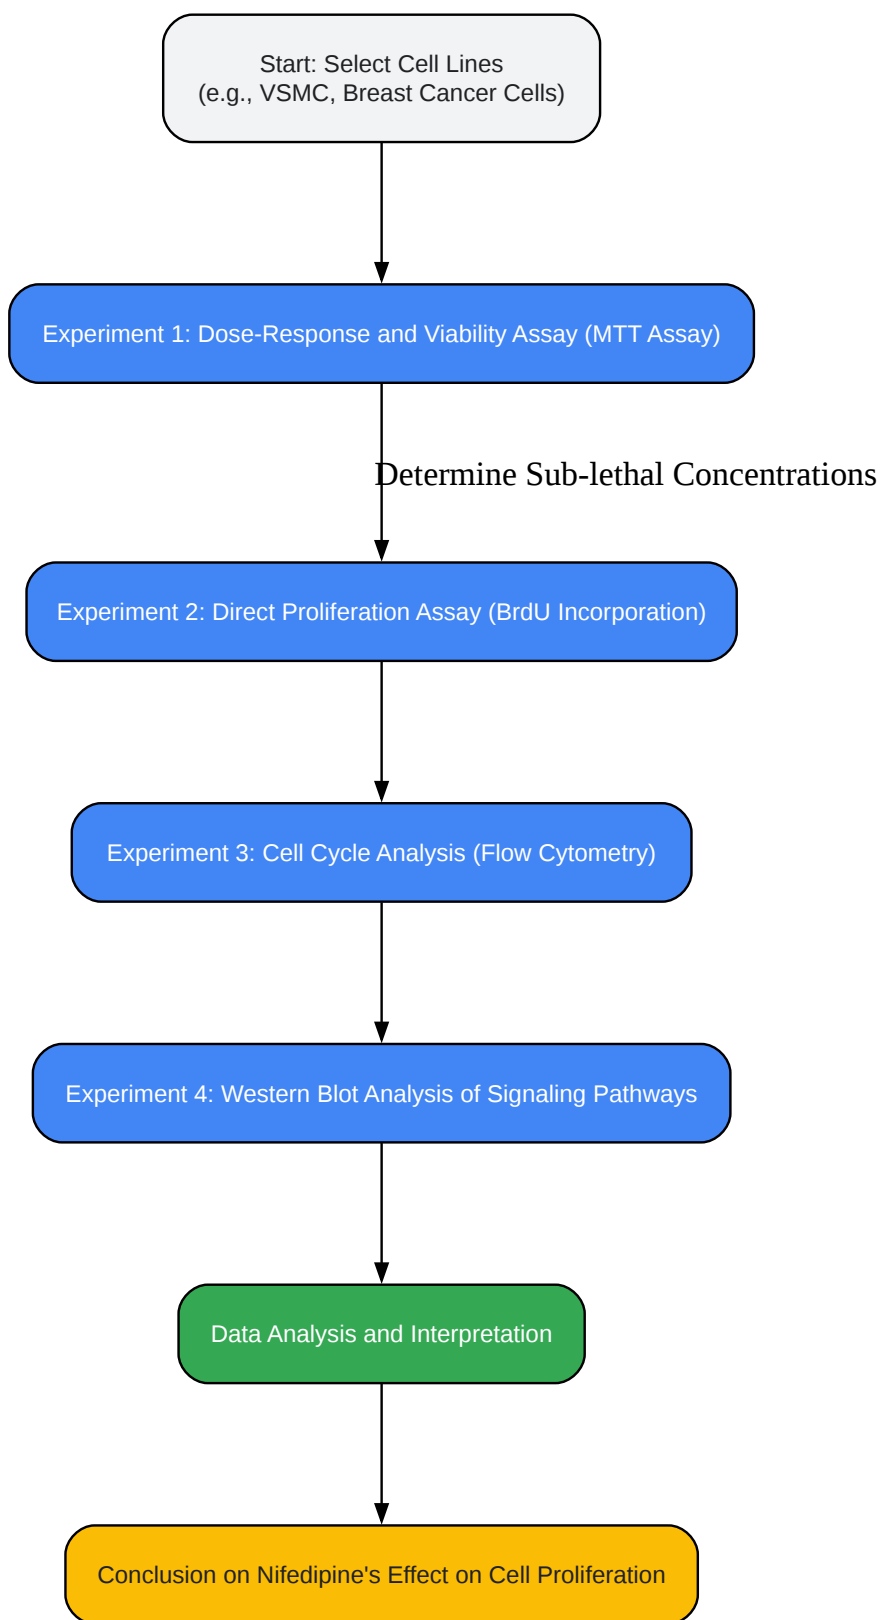 Start: Select Cell Lines
(e.g., VSMC, Breast Cancer Cells)
Experiment 1: Dose-Response and Viability Assay (MTT Assay)
Determine Sub-lethal Concentrations
Experiment 2: Direct Proliferation Assay (BrdU Incorporation)
Experiment 3: Cell Cycle Analysis (Flow Cytometry)
Experiment 4: Western Blot Analysis of Signaling Pathways
Data Analysis and Interpretation
Conclusion on Nifedipine's Effect on Cell Proliferation